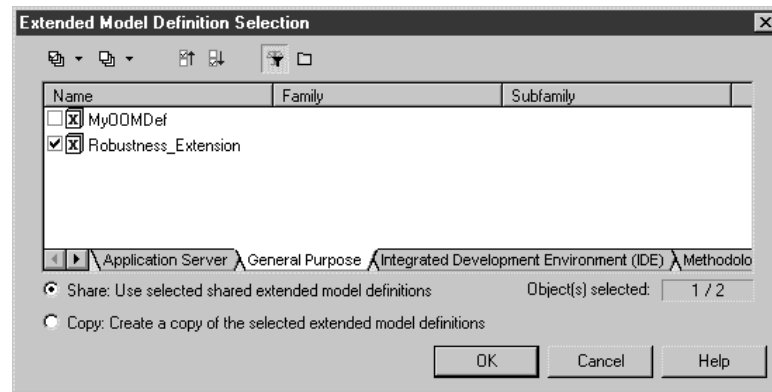 Extended Model Definition Selection
Name Family Subfamily
MyOOMDef
Robustness_Extension
Application Server General Purpose Integrated Development Environment (IDE) Methodolo
Share: Use selected shared extended model definitions Object(s) selected: 1 / 2
Copy: Create a copy of the selected extended model definitions
OK Cancel Help